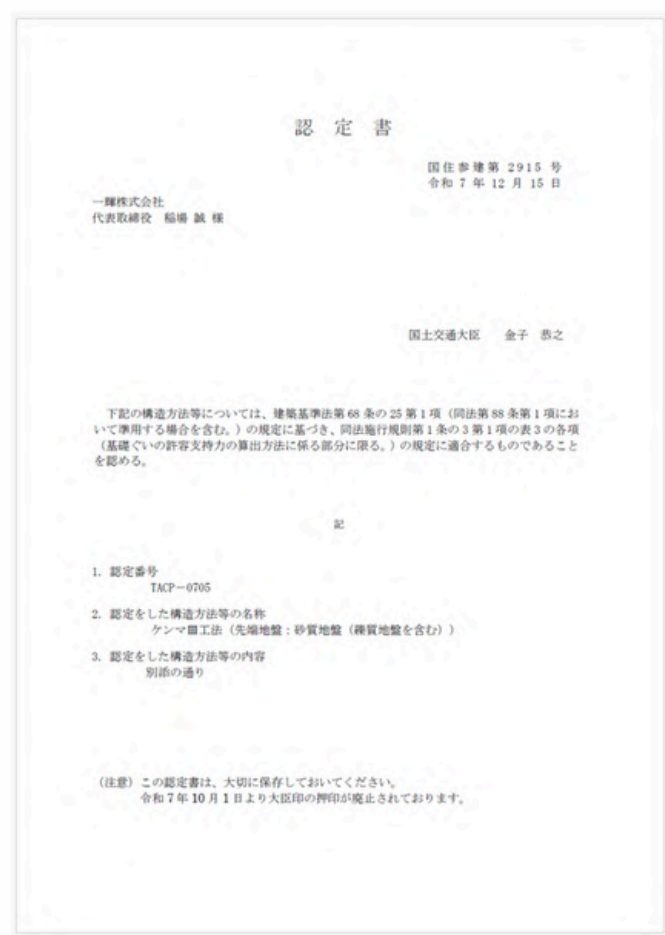 認 定 書
国住参建第 2915 号
令和 7 年 12 月 15 日
一輝株式会社
代表取締役 稲場 誠 様
国土交通大臣 金子 恭之
下記の構造方法等については、建築基準法第 68 条の 25 第 1 項（同法第 88 条第 1 項にお
いて準用する場合を含む。）の規定に基づき、同法施行規則第 1 条の 3 第 1 項の表 3 の各項
（基礎ぐいの許容支持力の算出方法に係る部分に限る。）の規定に適合するものであること
を認める。
記
1. 認定番号
TACP－0705
2. 認定をした構造方法等の名称
ケンマ工法（先端地盤：砂質地盤（礫質地盤を含む））
3. 認定をした構造方法等の内容
別添の通り
（注意）この認定書は、大切に保存しておいてください。
令和 7 年 10 月 1 日より大臣印の押印が廃止されております。